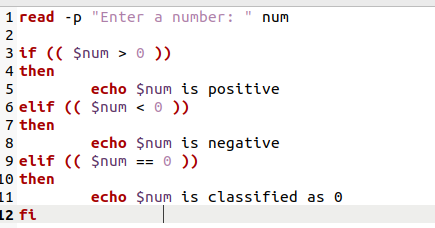 1 read -p "Enter a number: " num
2
3 if (( $num > 0 ))
4 then
5         echo $num is positive
6 elif (( $num < 0 ))
7 then
8         echo $num is negative
9 elif (( $num == 0 ))
10 then
11         echo $num is classified as 0
12 fi